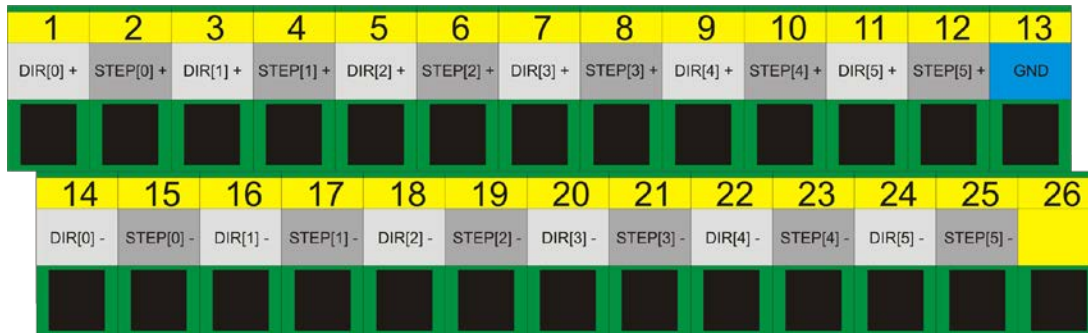 1 2 3 4 5 6 7 8 9 10 11 12 13
DIR[0] + STEP[0] + DIR[1] + STEP[1] + DIR[2] + STEP[2] + DIR[3] + STEP[3] + DIR[4] + STEP[4] + DIR[5] + STEP[5] + GND
14 15 16 17 18 19 20 21 22 23 24 25 26
DIR[0] - STEP[0] - DIR[1] - STEP[1] - DIR[2] - STEP[2] - DIR[3] - STEP[3] - DIR[4] - STEP[4] - DIR[5] - STEP[5] -